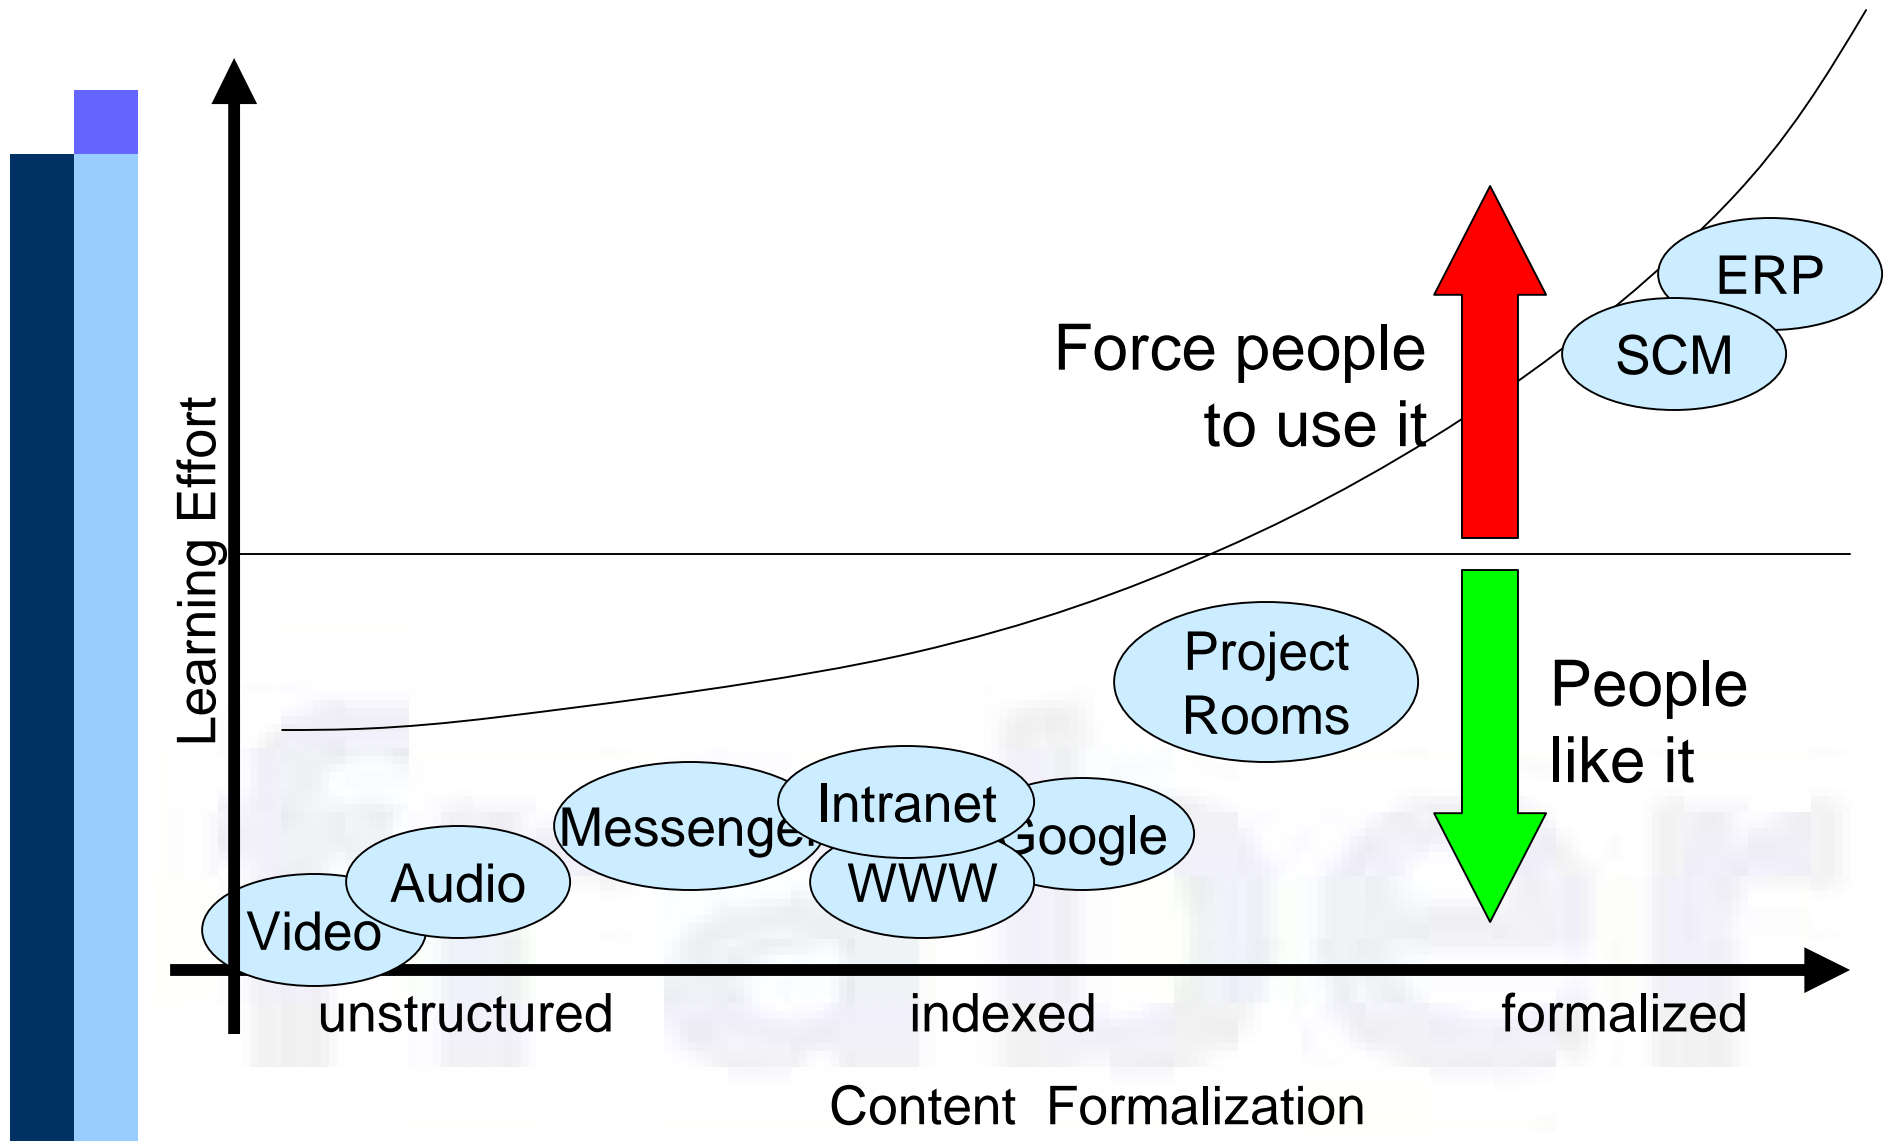 ERP
SCM
Force people
to use it
Learning Effort
Project
Rooms
People
like it
Messenger
Intranet
Google
WWW
Audio
Video
unstructured
indexed
formalized
Content Formalization